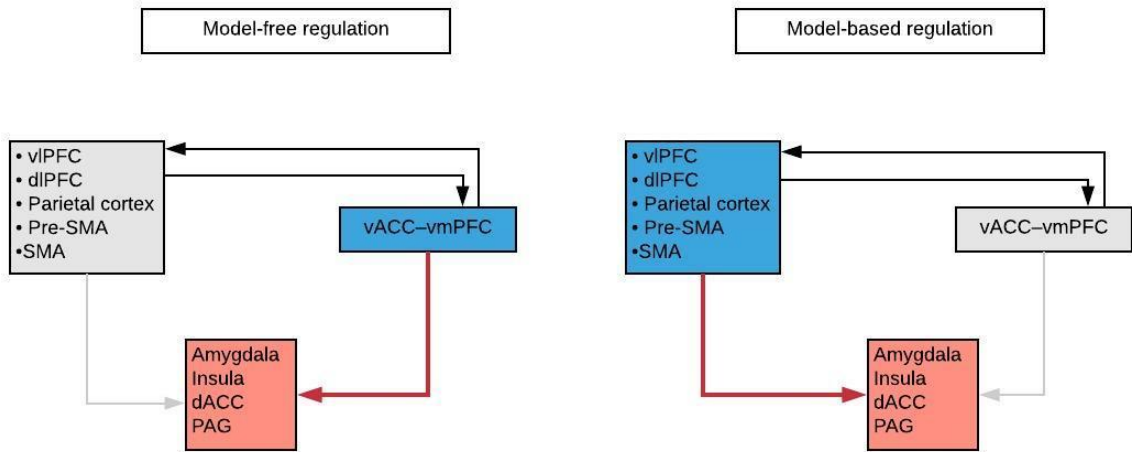 Model-free regulation
• vlPFC
• dlPFC
• Parietal cortex
• Pre-SMA
•SMA
vACC–vmPFC
Amygdala
Insula
dACC
PAG
Model-based regulation
• vlPFC
• dlPFC
• Parietal cortex
• Pre-SMA
•SMA
vACC–vmPFC
Amygdala
Insula
dACC
PAG